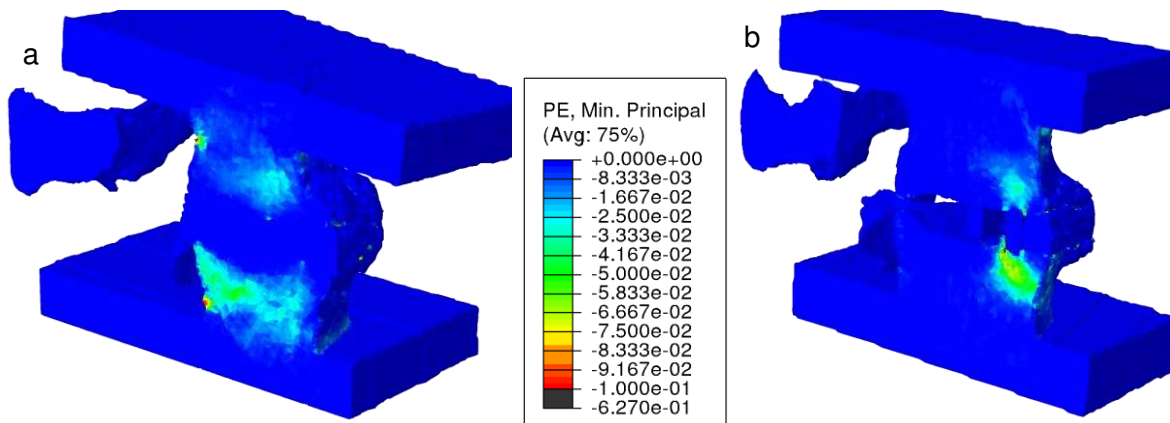 a
b
PE, Min. Principal
(Avg: 75%)
+0.000e+00
-8.333e-03
-1.667e-02
-2.500e-02
-3.333e-02
-4.167e-02
-5.000e-02
-5.833e-02
-6.667e-02
-7.500e-02
-8.333e-02
-9.167e-02
-1.000e-01
-6.270e-01